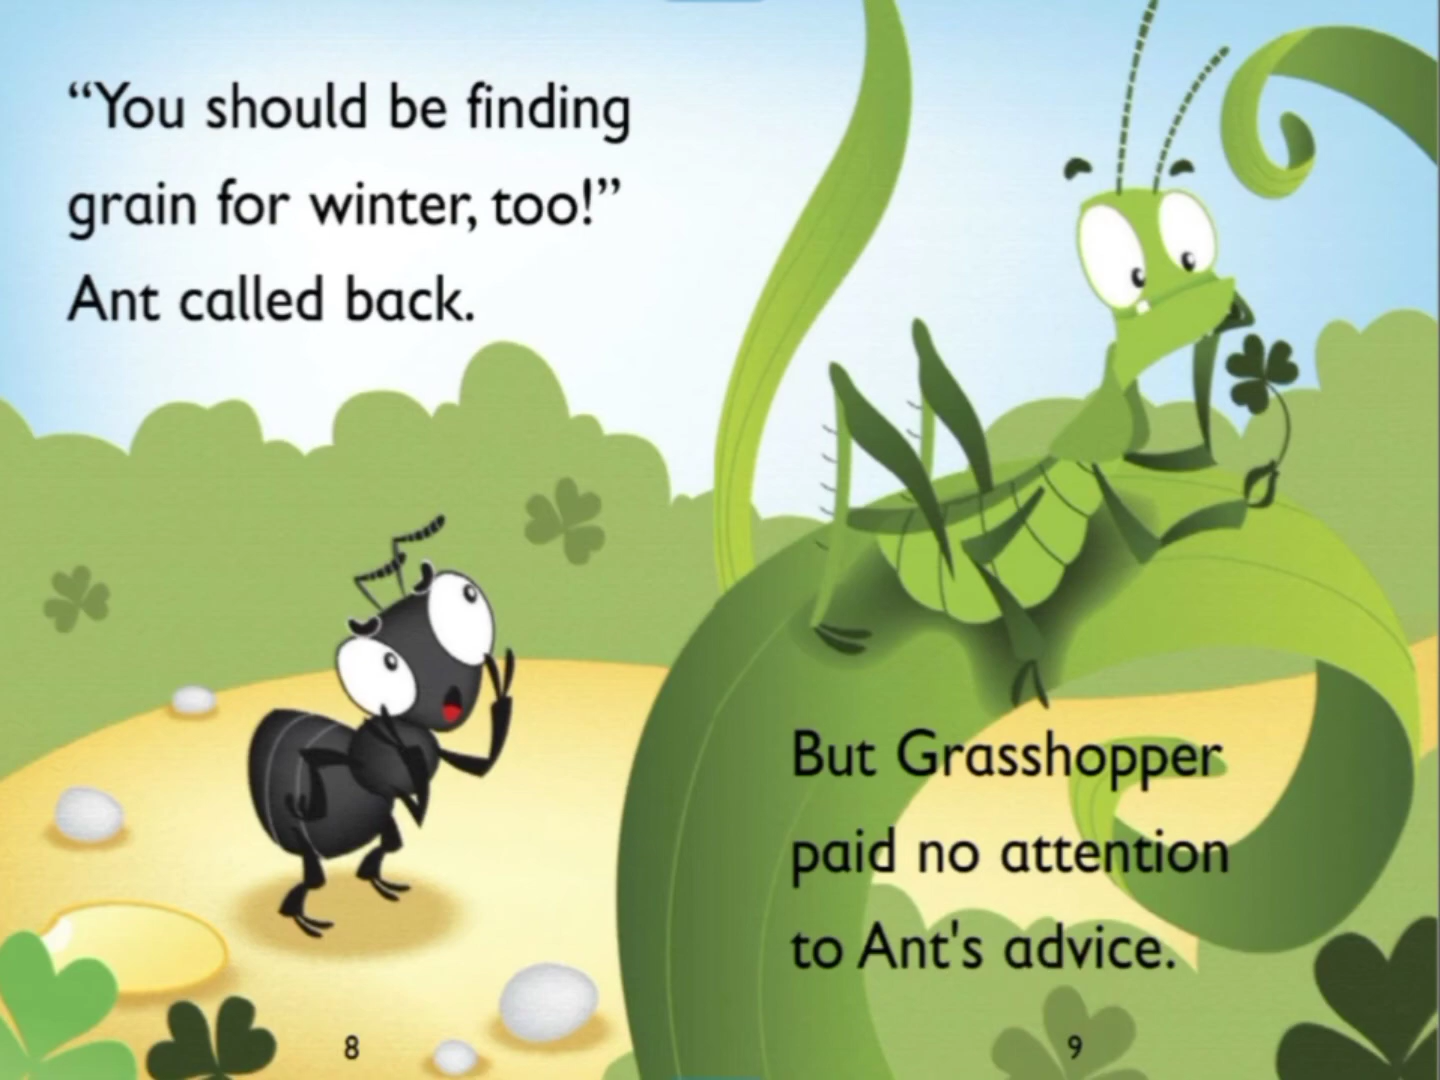 “You should be finding
grain for winter, too!”
Ant called back.
8
But Grasshopper
paid no attention
to Ant's advice.
9